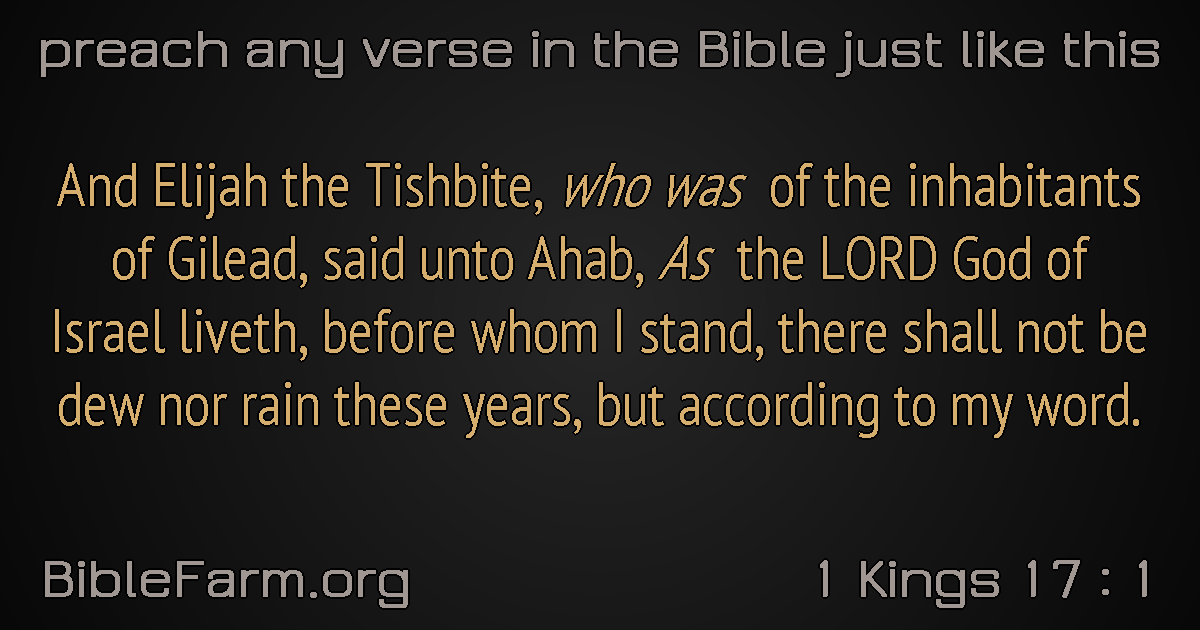 preach any verse in the Bible just like this
And Elijah the Tishbite, who was of the inhabitants
of Gilead, said unto Ahab, As the LORD God of
Israel liveth, before whom I stand, there shall not be
dew nor rain these years, but according to my word.
BibleFarm.org
1 Kings 17 : 1